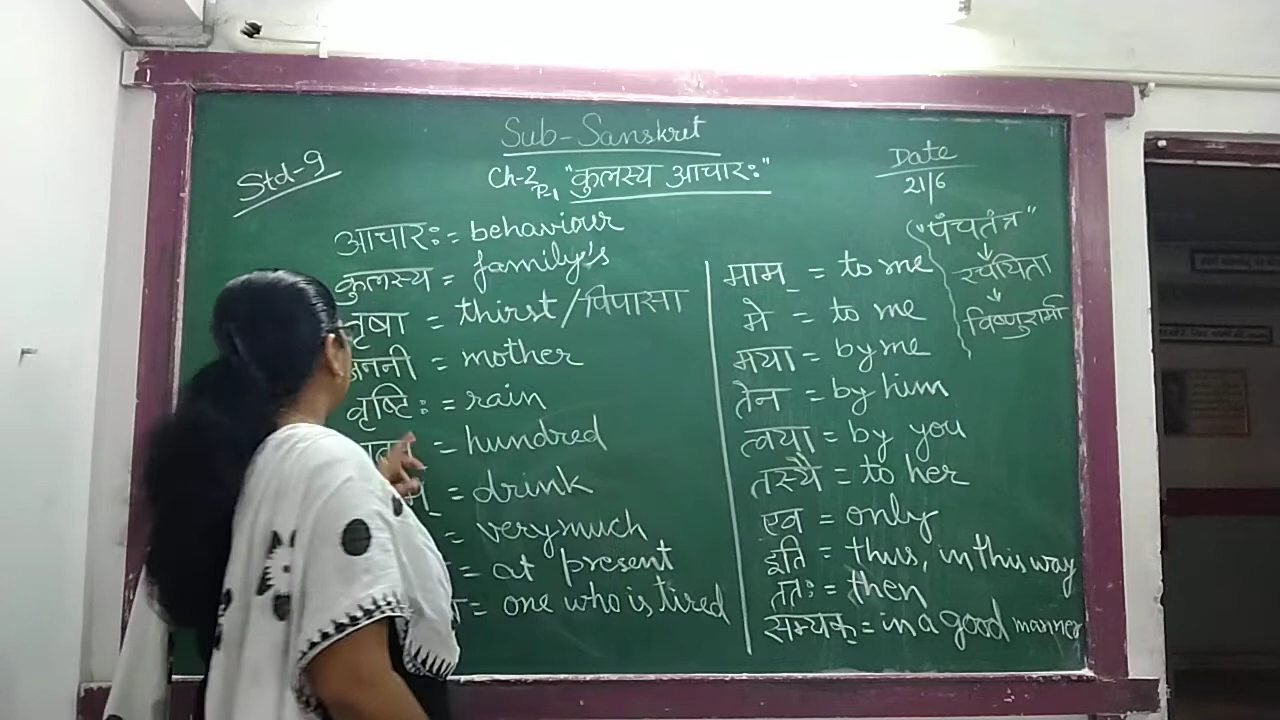 Sub-Sanskret
Std-9
Ch-2 P-1 "कुलस्य आचारः"
Date
21/6
आचारः = behaviour
कुलस्य = family's
तृषा = thirst/पिपासा
जननी = mother
वृष्टिः = rain
= hundred
= drink
= very much
= at present
= one who is tired
माम् = to me
मे = to me
मया = by me
तेन = by him
त्वया = by you
तस्यै = to her
एव = only
इति = thus, in this way
ततः = then
सम्यक् = in a good manner
"पंचतंत्र"
↓
रचयिता
↓
विष्णुशर्मा